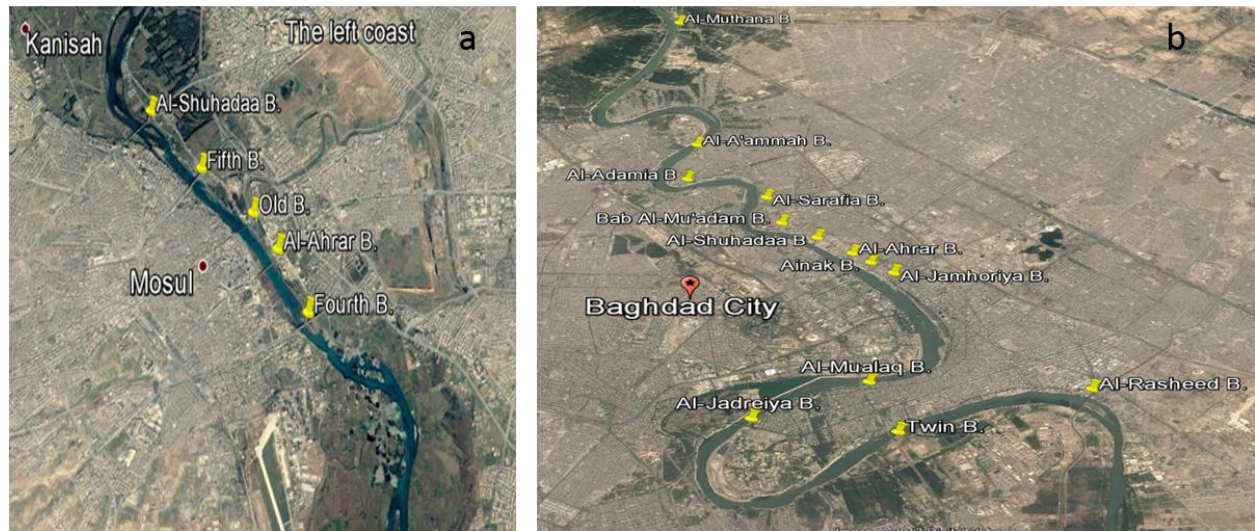 a
Kanisah
The left coast
Al-Shuhadaa B.
Fifth B.
Old B.
Al-Ahrar B.
Mosul
Fourth B.
b
Al-Muthana B
Al-A'ammah B.
Al-Adamia B.
Al-Sarafia B.
Bab Al-Mu'adam B.
Al-Shuhadaa B
Al-Ahrar B.
Ainak B.
Al-Jamhoriya B.
Baghdad City
Al-Mualaq B.
Al-Rasheed B.
Al-Jadreiya B.
Twin B.